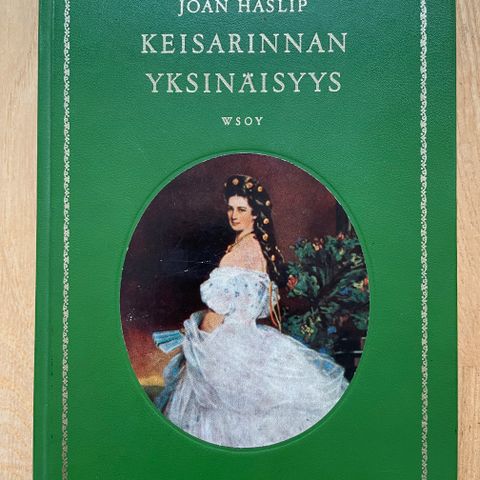 JOAN HASLIP
KEISARINNAN
YKSINÄISYYS
WSOY